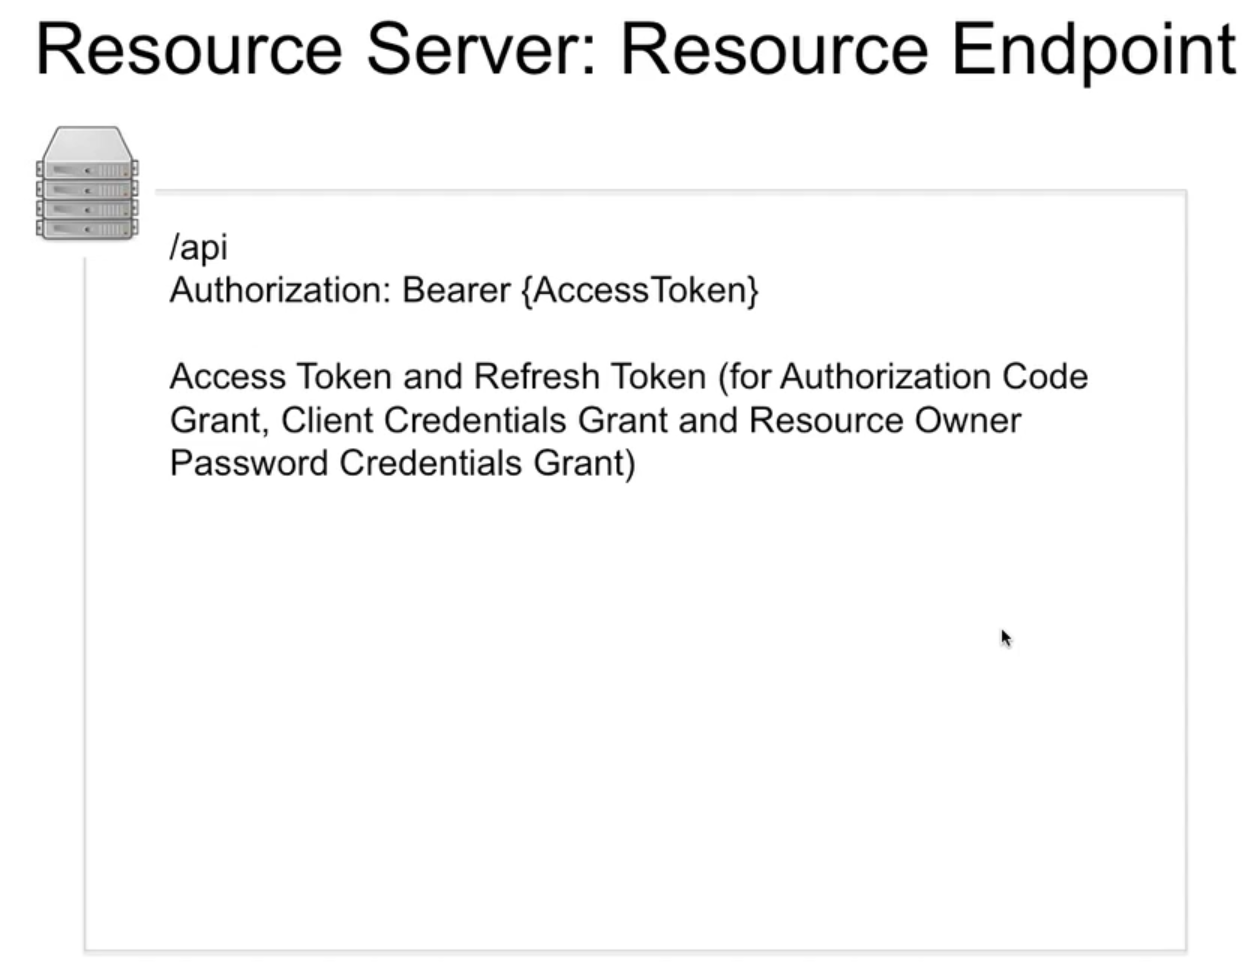 Resource Server: Resource Endpoint
/api
Authorization: Bearer {AccessToken}
Access Token and Refresh Token (for Authorization Code
Grant, Client Credentials Grant and Resource Owner
Password Credentials Grant)